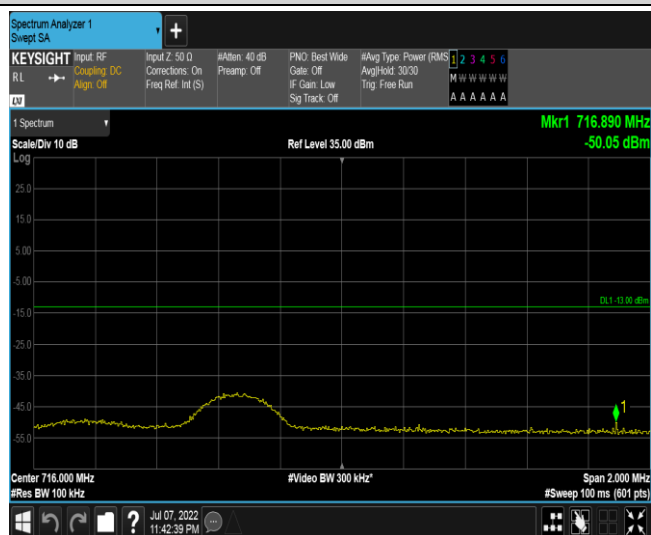 Spectrum Analyzer 1
Swept SA
KEYSIGHT
RL
Input: RF
Coupling: DC
Align: Off
Input Z: 50 Ω
Corrections: On
Freq Ref: Int (S)
#Atten: 40 dB
Preamp: Off
PNO: Best Wide
Gate: Off
IF Gain: Low
Sig Track: Off
#Avg Type: Power (RMS
Avg|Hold: 30/30
Trig: Free Run
1 2 3 4 5 6
M W W W W W
A A A A A A
LXI
1 Spectrum
Mkr1 716.890 MHz
Scale/Div 10 dB
Ref Level 35.00 dBm
-50.05 dBm
Log
25.0
15.0
5.00
-5.00
DL1 -13.00 dBm
-15.0
-25.0
-35.0
-45.0
1
-55.0
Center 716.000 MHz
#Video BW 300 kHz*
Span 2.000 MHz
#Res BW 100 kHz
#Sweep 100 ms (601 pts)
?
Jul 07, 2022
11:42:39 PM